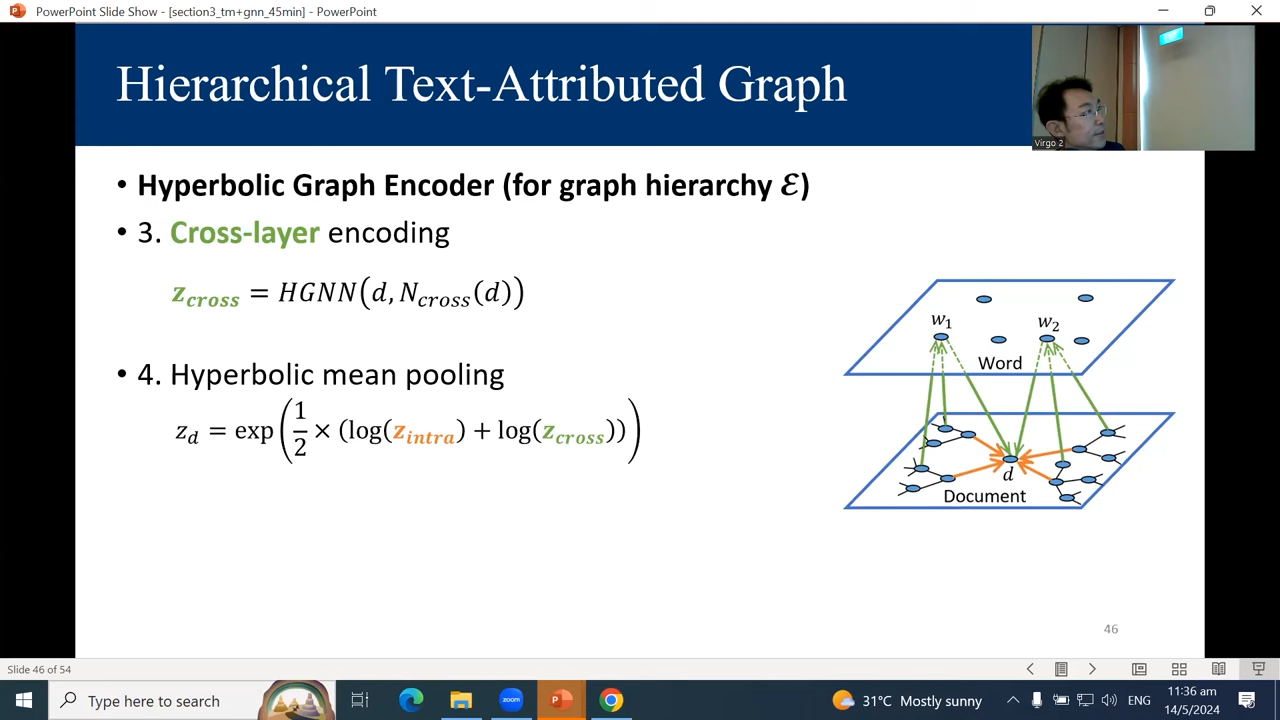 PowerPoint Slide Show - [section3_tm+gnn_45min] - PowerPoint
Hierarchical Text-Attributed Graph
Virgo 2
• Hyperbolic Graph Encoder (for graph hierarchy ℰ)
• 3. Cross-layer encoding
z_cross = HGNN(d, N_cross(d))
• 4. Hyperbolic mean pooling
z_d = exp(1/2 × (log(z_intra) + log(z_cross)))
w₁
w₂
Word
d
Document
46
Slide 46 of 54
Type here to search
zoom
31°C Mostly sunny
ENG
11:36 am
14/5/2024